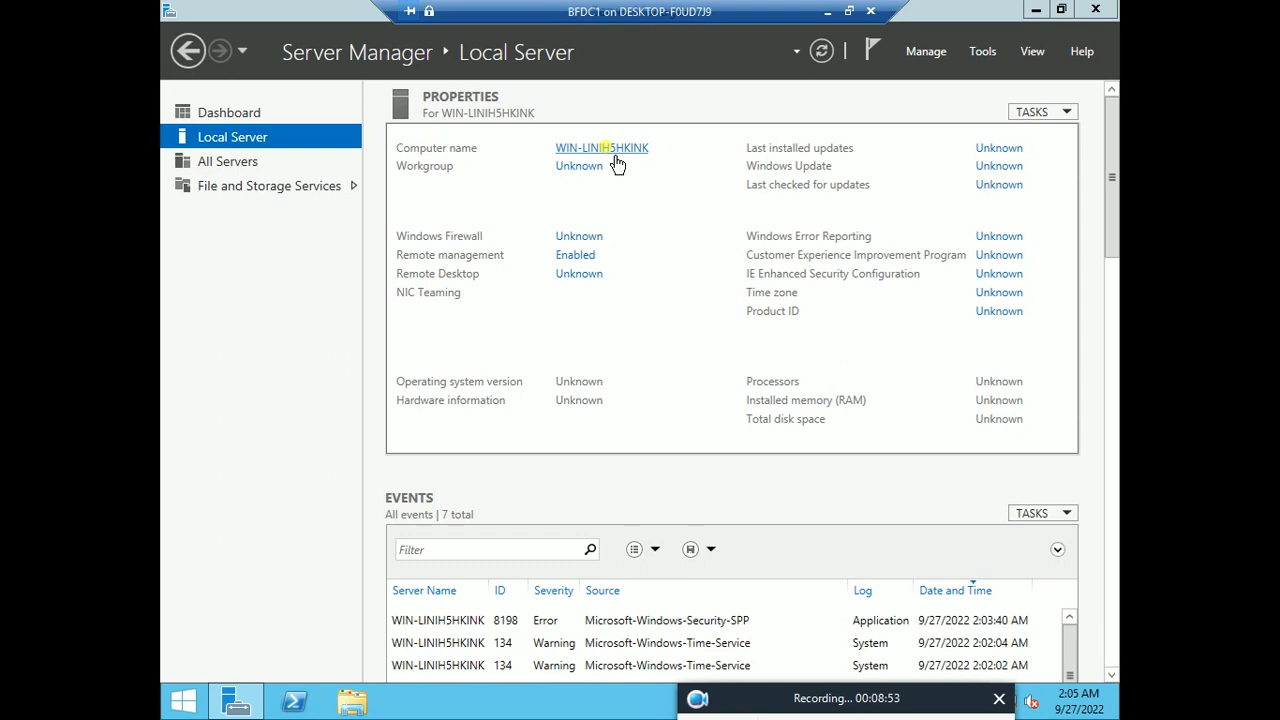 BFDC1 on DESKTOP-F0UD7J9
Server Manager Local Server
Manage Tools View Help
Dashboard
Local Server
All Servers
File and Storage Services
PROPERTIES
For WIN-LINIH5HKINK
TASKS
Computer name WIN-LINIH5HKINK Last installed updates Unknown
Workgroup Unknown Windows Update Unknown
Last checked for updates Unknown
Windows Firewall Unknown Windows Error Reporting Unknown
Remote management Enabled Customer Experience Improvement Program Unknown
Remote Desktop Unknown IE Enhanced Security Configuration Unknown
NIC Teaming Time zone Unknown
Product ID Unknown
Operating system version Unknown Processors Unknown
Hardware information Unknown Installed memory (RAM) Unknown
Total disk space Unknown
EVENTS
All events | 7 total
TASKS
Filter
Server Name ID Severity Source Log Date and Time
WIN-LINIH5HKINK 8198 Error Microsoft-Windows-Security-SPP Application 9/27/2022 2:03:40 AM
WIN-LINIH5HKINK 134 Warning Microsoft-Windows-Time-Service System 9/27/2022 2:02:04 AM
WIN-LINIH5HKINK 134 Warning Microsoft-Windows-Time-Service System 9/27/2022 2:02:02 AM
Recording... 00:08:53
2:05 AM
9/27/2022